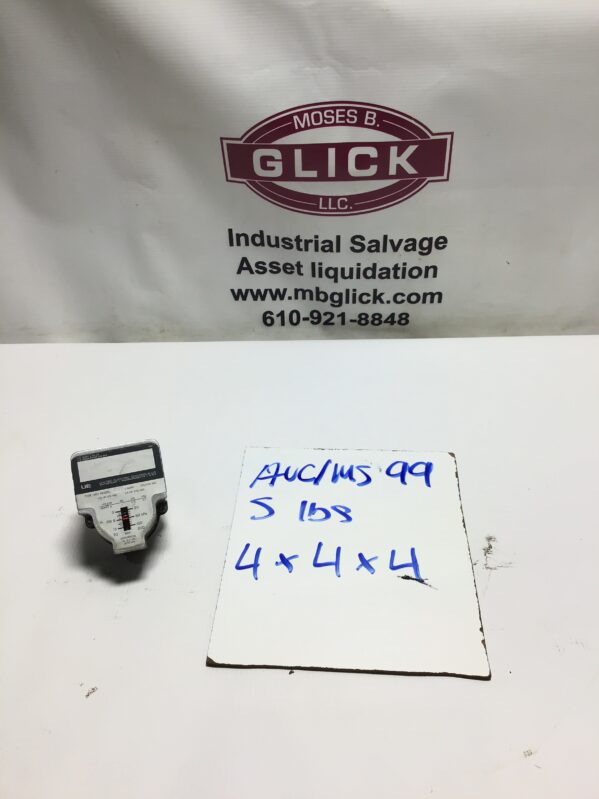 MOSES B.
GLICK
LLC.
Industrial Salvage
Asset liquidation
www.mbglick.com
610-921-8848
AUC/MS 99
5 lbs
4 x 4 x 4
UE